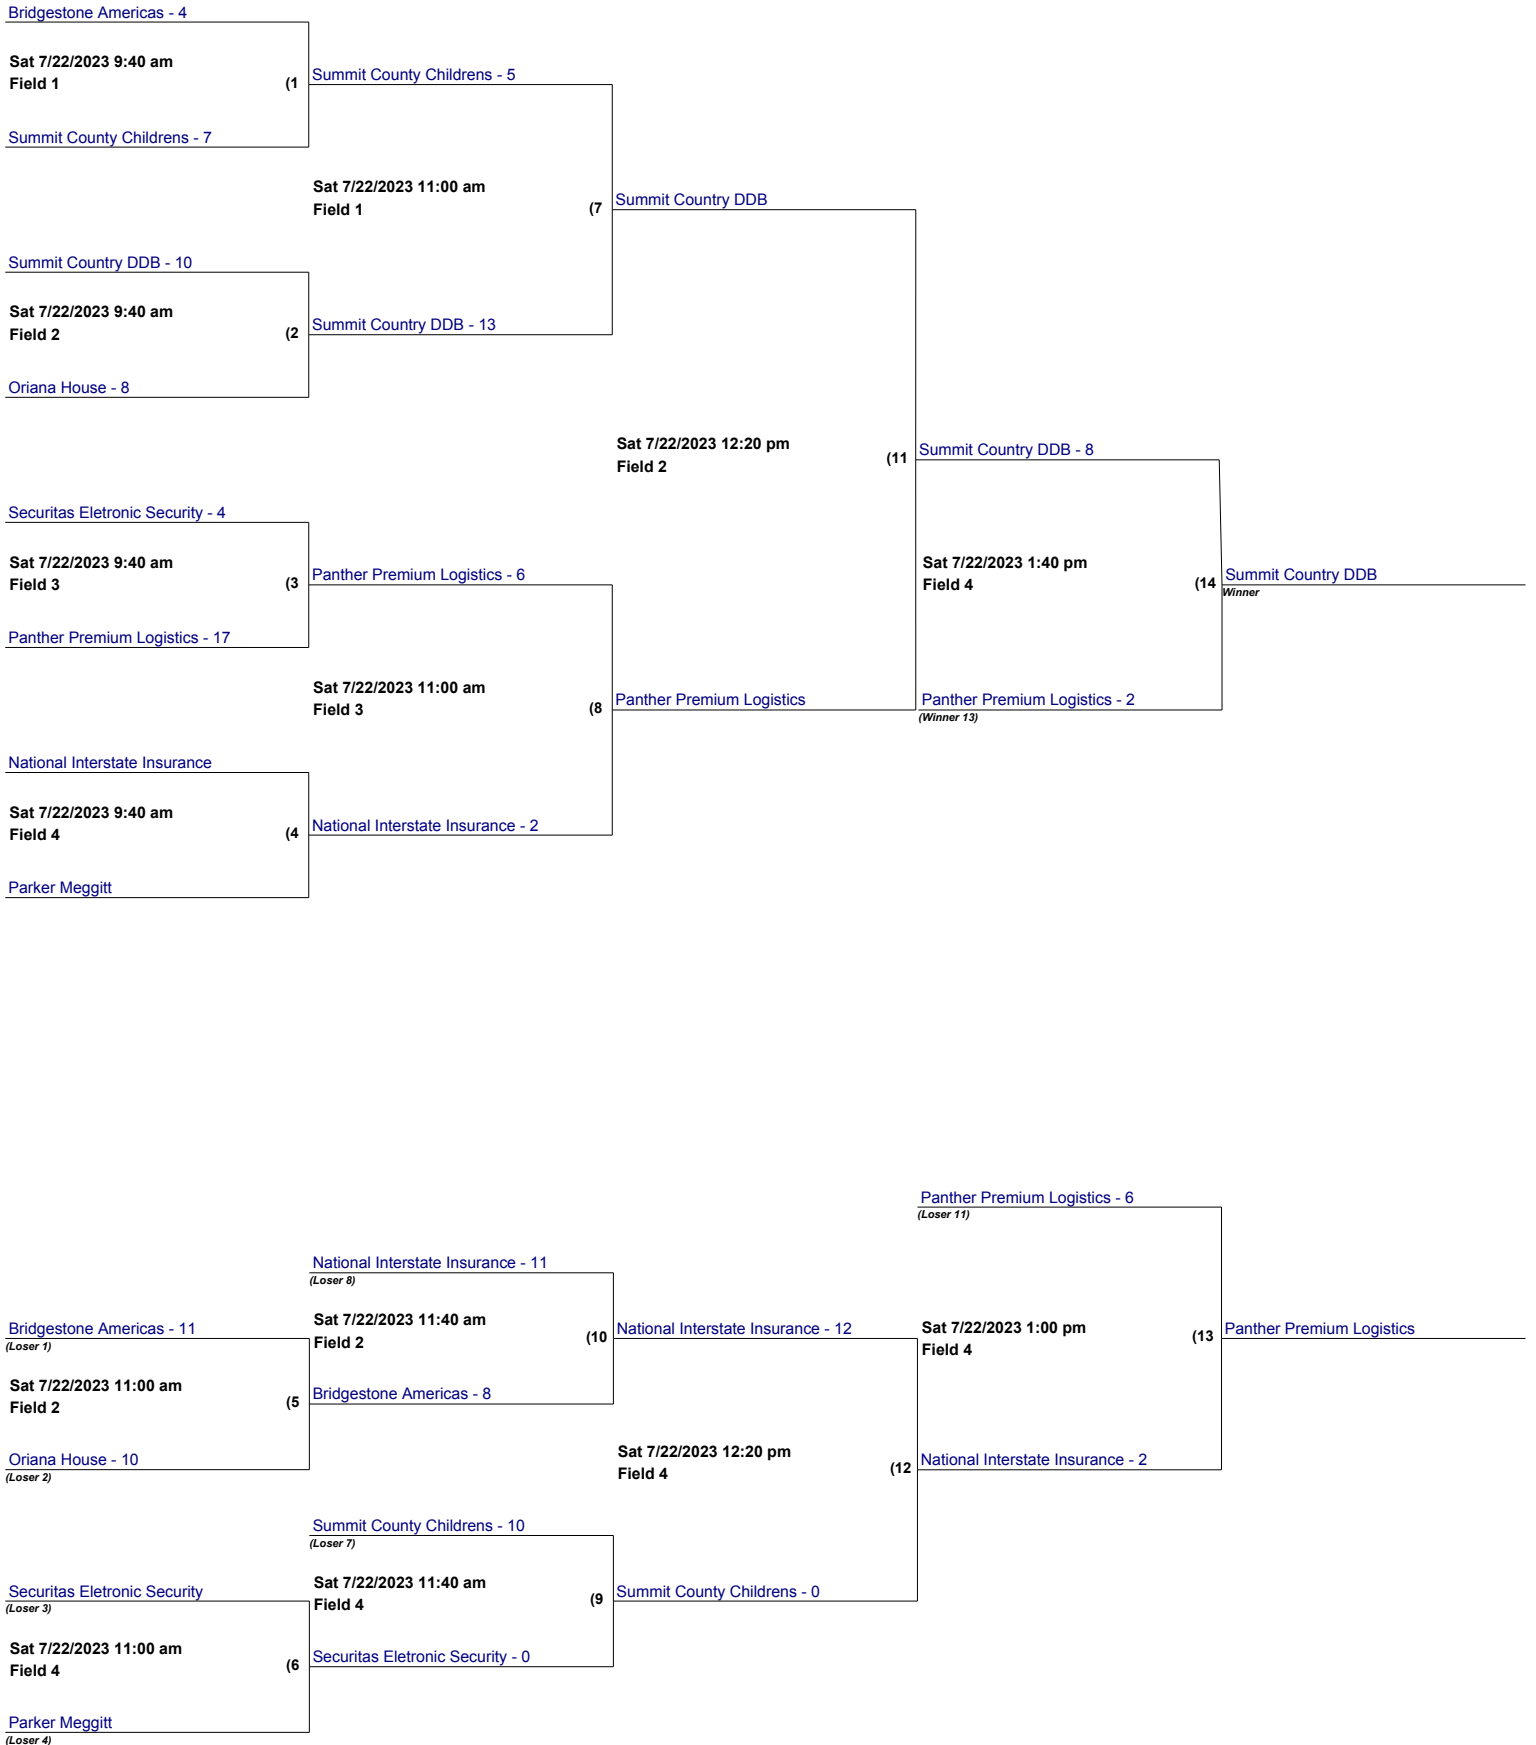 Bridgestone Americas - 4
Sat 7/22/2023 9:40 am
Field 1
(1
Summit County Childrens - 5
Summit County Childrens - 7
Sat 7/22/2023 11:00 am
Field 1
(7
Summit Country DDB
Summit Country DDB - 10
Sat 7/22/2023 9:40 am
Field 2
(2
Summit Country DDB - 13
Oriana House - 8
Sat 7/22/2023 12:20 pm
Field 2
(11
Summit Country DDB - 8
Securitas Eletronic Security - 4
Sat 7/22/2023 9:40 am
Field 3
(3
Panther Premium Logistics - 6
Sat 7/22/2023 1:40 pm
Field 4
(14
Summit Country DDB
Winner
Panther Premium Logistics - 17
Sat 7/22/2023 11:00 am
Field 3
(8
Panther Premium Logistics
Panther Premium Logistics - 2
(Winner 13)
National Interstate Insurance
Sat 7/22/2023 9:40 am
Field 4
(4
National Interstate Insurance - 2
Parker Meggitt
Panther Premium Logistics - 6
(Loser 11)
National Interstate Insurance - 11
(Loser 8)
Bridgestone Americas - 11
(Loser 1)
Sat 7/22/2023 11:40 am
Field 2
(10
National Interstate Insurance - 12
Sat 7/22/2023 1:00 pm
Field 4
(13
Panther Premium Logistics
Sat 7/22/2023 11:00 am
Field 2
(5
Bridgestone Americas - 8
Oriana House - 10
(Loser 2)
Sat 7/22/2023 12:20 pm
Field 4
(12
National Interstate Insurance - 2
Summit County Childrens - 10
(Loser 7)
Securitas Eletronic Security
(Loser 3)
Sat 7/22/2023 11:40 am
Field 4
(9
Summit County Childrens - 0
Sat 7/22/2023 11:00 am
Field 4
(6
Securitas Eletronic Security - 0
Parker Meggitt
(Loser 4)